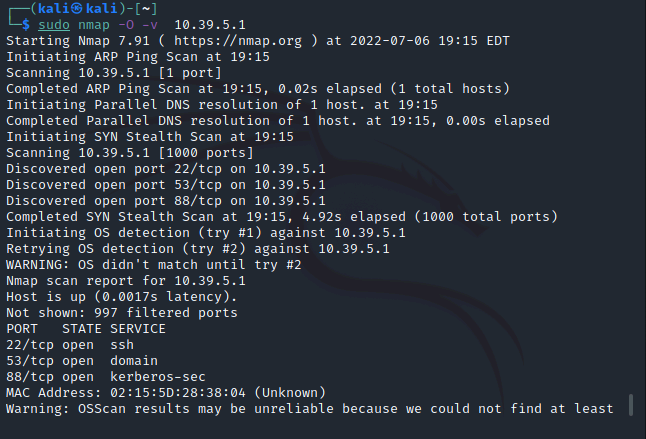 ┌──(kali㉿kali)-[~]
└─$ sudo nmap -O -v  10.39.5.1
Starting Nmap 7.91 ( https://nmap.org ) at 2022-07-06 19:15 EDT
Initiating ARP Ping Scan at 19:15
Scanning 10.39.5.1 [1 port]
Completed ARP Ping Scan at 19:15, 0.02s elapsed (1 total hosts)
Initiating Parallel DNS resolution of 1 host. at 19:15
Completed Parallel DNS resolution of 1 host. at 19:15, 0.00s elapsed
Initiating SYN Stealth Scan at 19:15
Scanning 10.39.5.1 [1000 ports]
Discovered open port 22/tcp on 10.39.5.1
Discovered open port 53/tcp on 10.39.5.1
Discovered open port 88/tcp on 10.39.5.1
Completed SYN Stealth Scan at 19:15, 4.92s elapsed (1000 total ports)
Initiating OS detection (try #1) against 10.39.5.1
Retrying OS detection (try #2) against 10.39.5.1
WARNING: OS didn't match until try #2
Nmap scan report for 10.39.5.1
Host is up (0.0017s latency).
Not shown: 997 filtered ports
PORT   STATE SERVICE
22/tcp open  ssh
53/tcp open  domain
88/tcp open  kerberos-sec
MAC Address: 02:15:5D:28:38:04 (Unknown)
Warning: OSScan results may be unreliable because we could not find at least